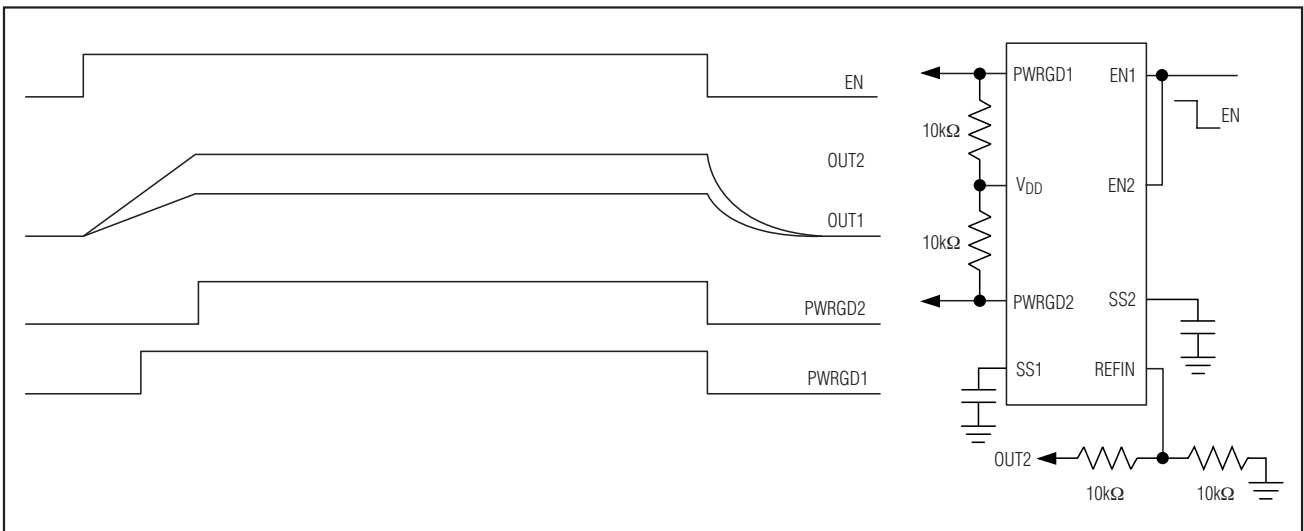 EN
OUT2
OUT1
PWRGD2
PWRGD1
PWRGD1
EN1
10kΩ
EN
VDD
EN2
10kΩ
PWRGD2
SS2
SS1
REFIN
OUT2
10kΩ
10kΩ